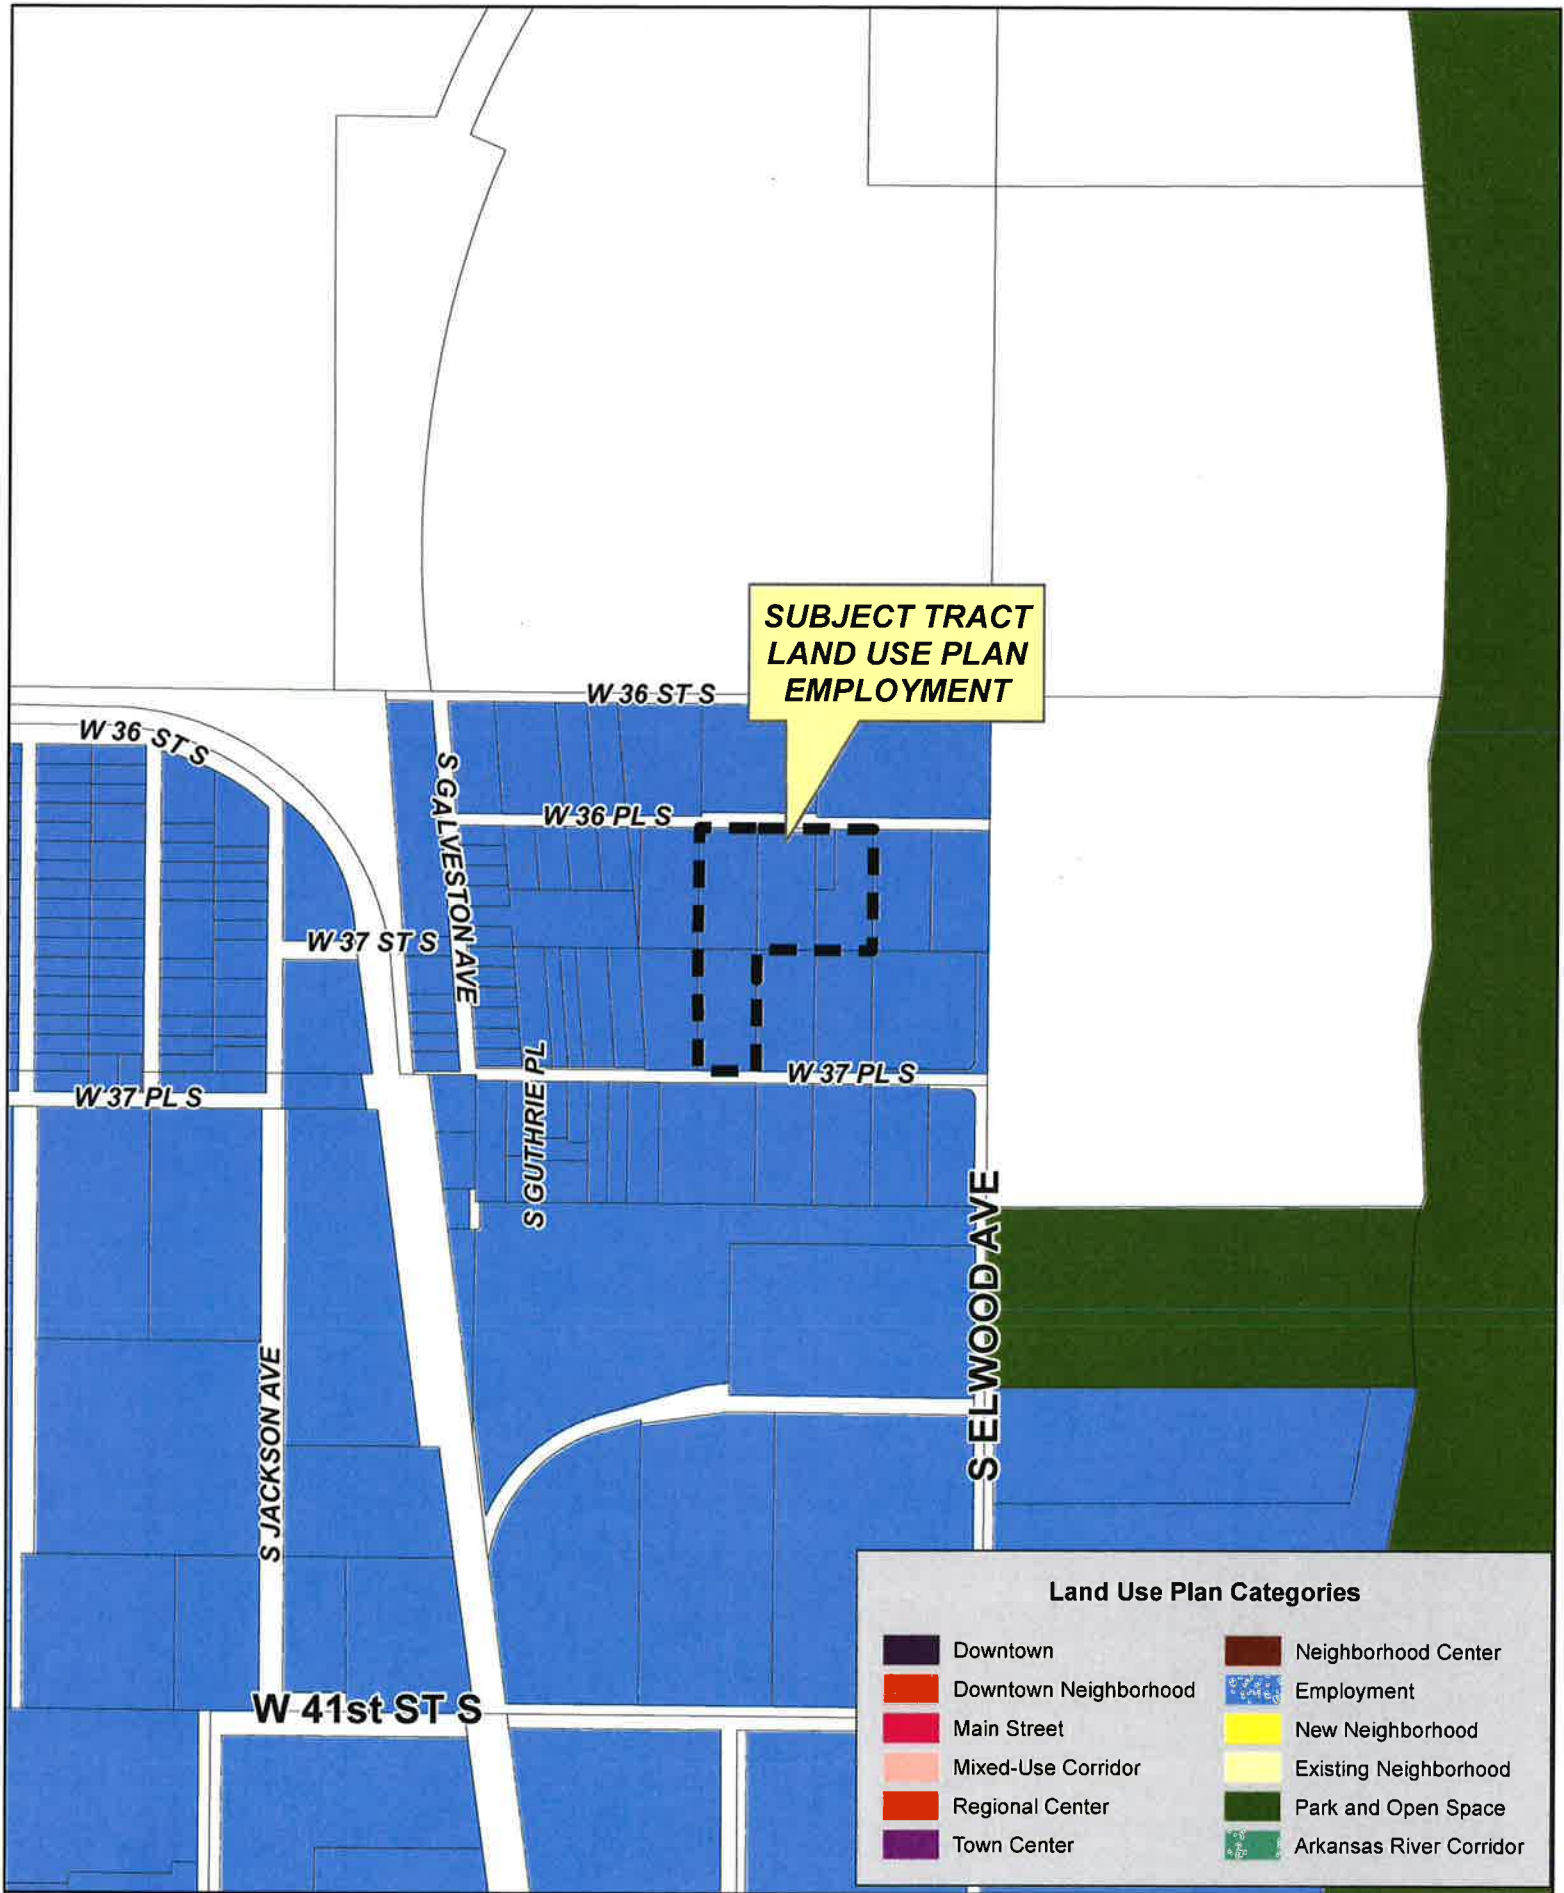 SUBJECT TRACT
LAND USE PLAN
EMPLOYMENT
W 36 ST S
W 36 ST S
S GALVESTON AVE
W 36 PL S
W 37 ST S
S GUTHRIE PL
W 37 PL S
W 37 PL S
S ELWOOD AVE
S JACKSON AVE
W 41st ST S
Land Use Plan Categories
Downtown
Downtown Neighborhood
Main Street
Mixed-Use Corridor
Regional Center
Town Center
Neighborhood Center
Employment
New Neighborhood
Existing Neighborhood
Park and Open Space
Arkansas River Corridor